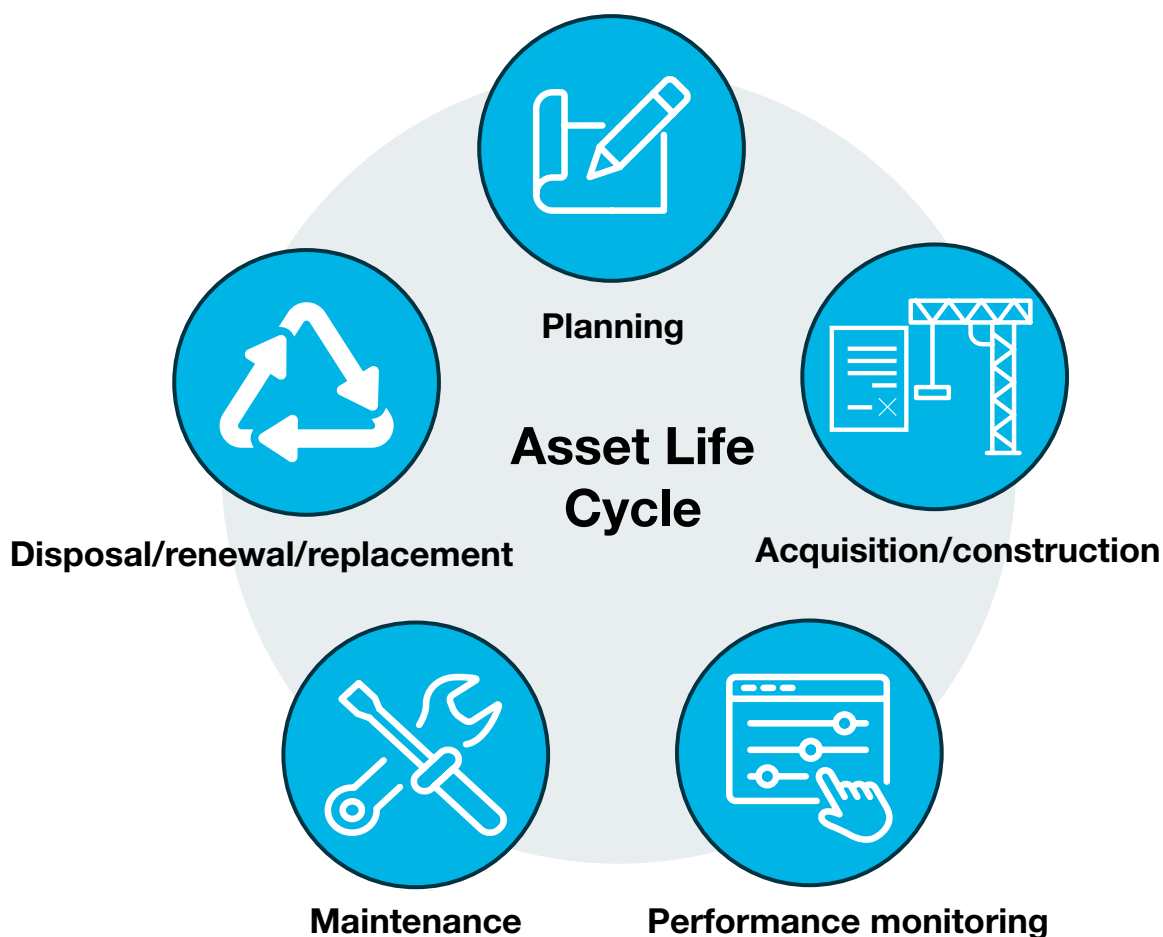 Planning
Asset Life
Cycle
Disposal/renewal/replacement
Acquisition/construction
Maintenance
Performance monitoring